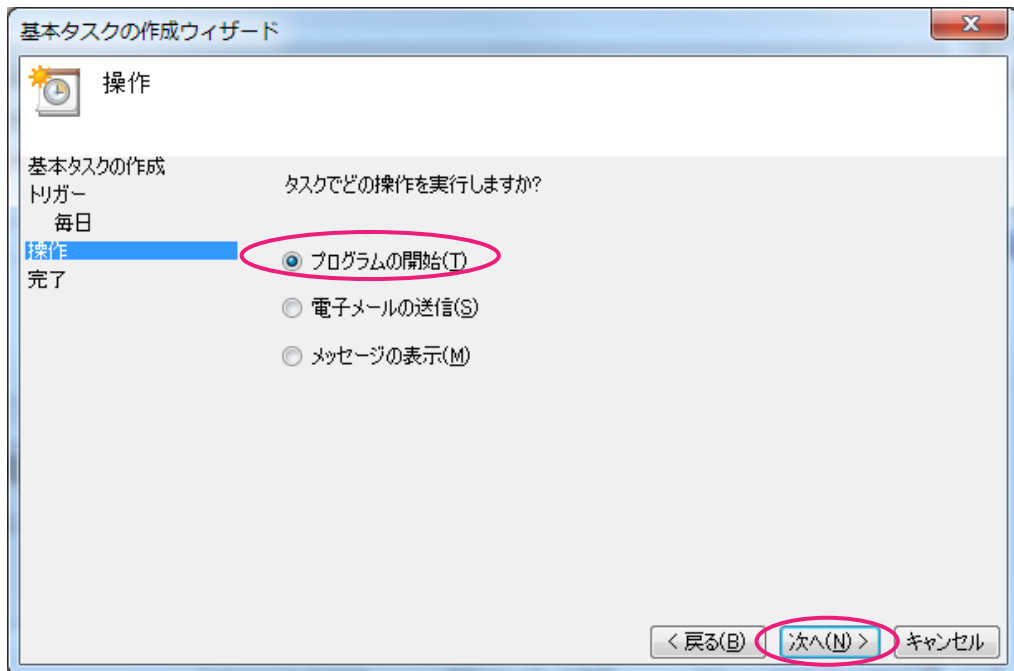 基本タスクの作成ウィザード
操作
基本タスクの作成
トリガー
毎日
操作
完了
タスクでどの操作を実行しますか?
プログラムの開始(T)
電子メールの送信(S)
メッセージの表示(M)
< 戻る(B) 次へ(N) > キャンセル